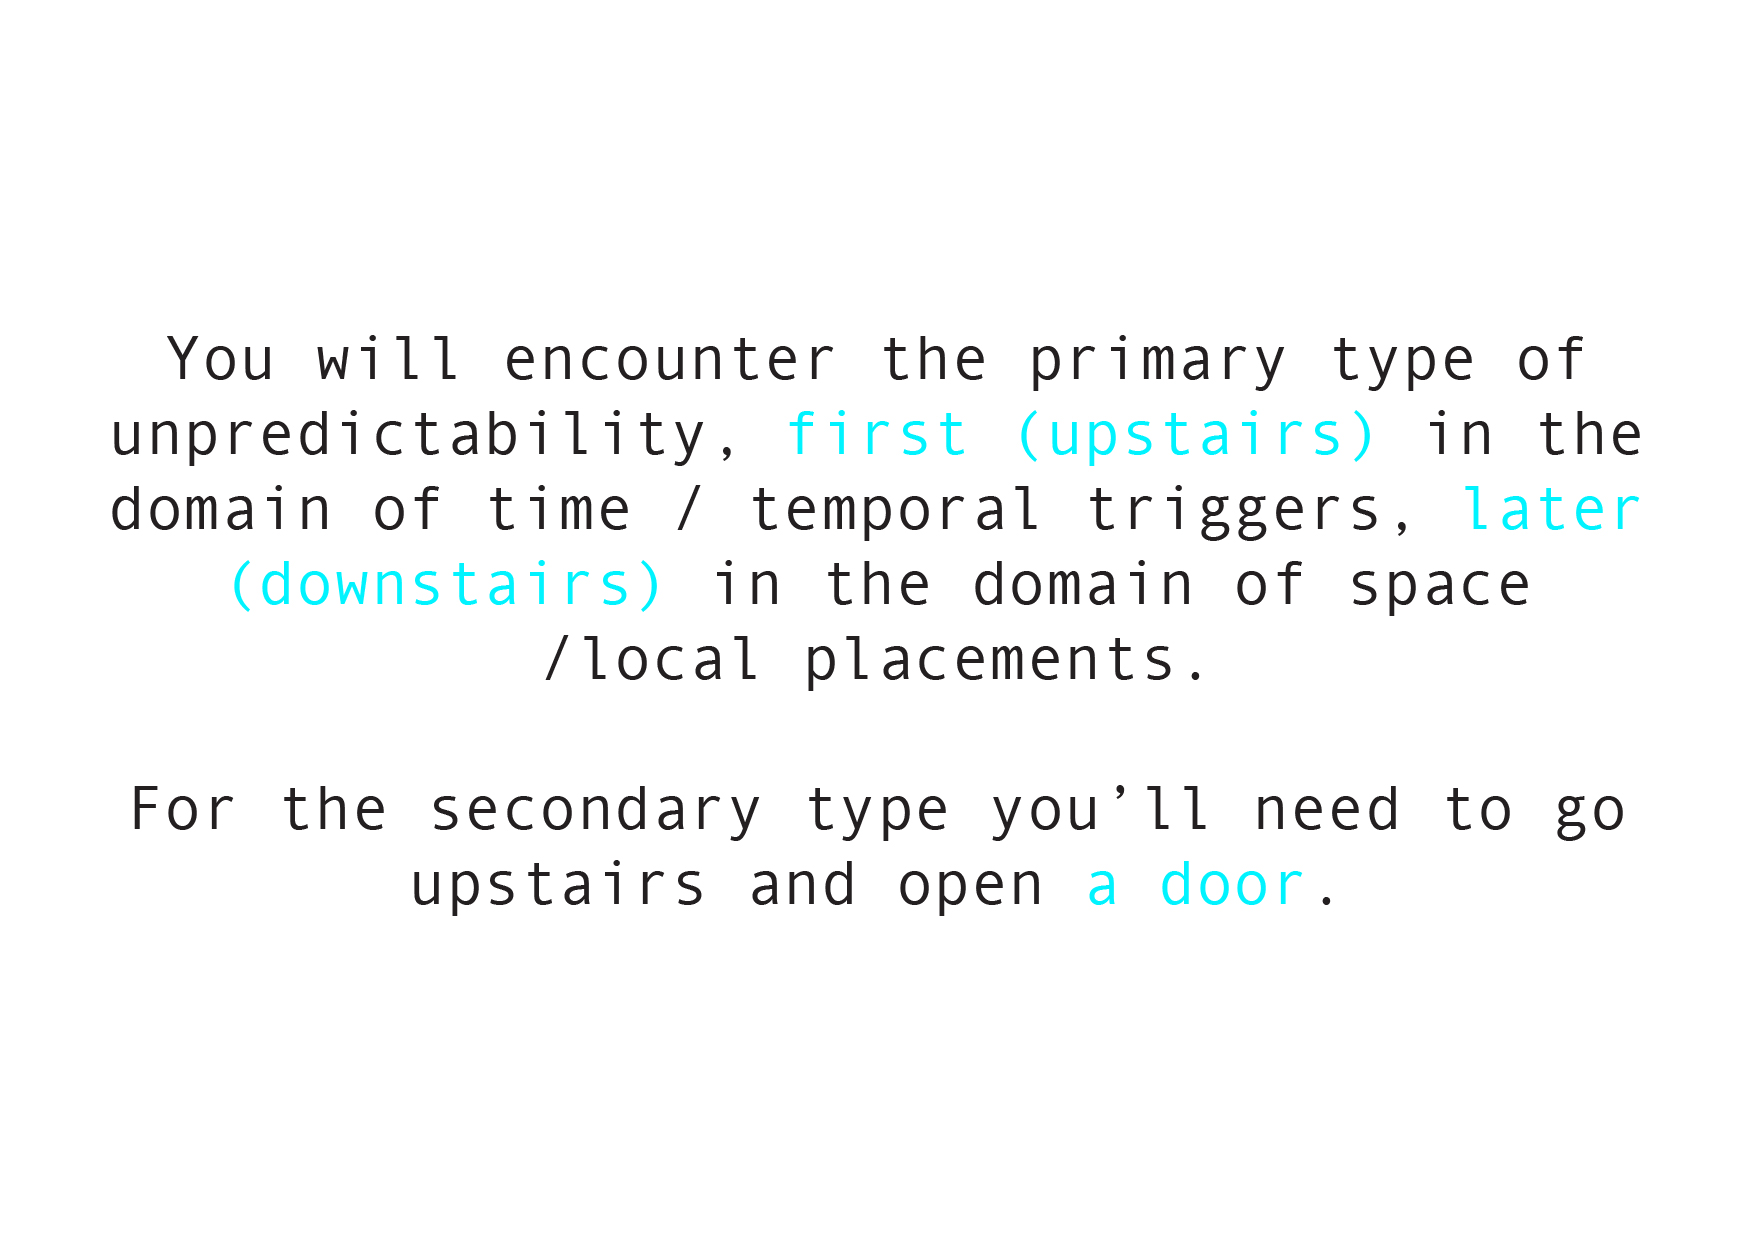 You will encounter the primary type of
unpredictability, first (upstairs) in the
domain of time / temporal triggers, later
(downstairs) in the domain of space
/local placements.
For the secondary type you’ll need to go
upstairs and open a door.